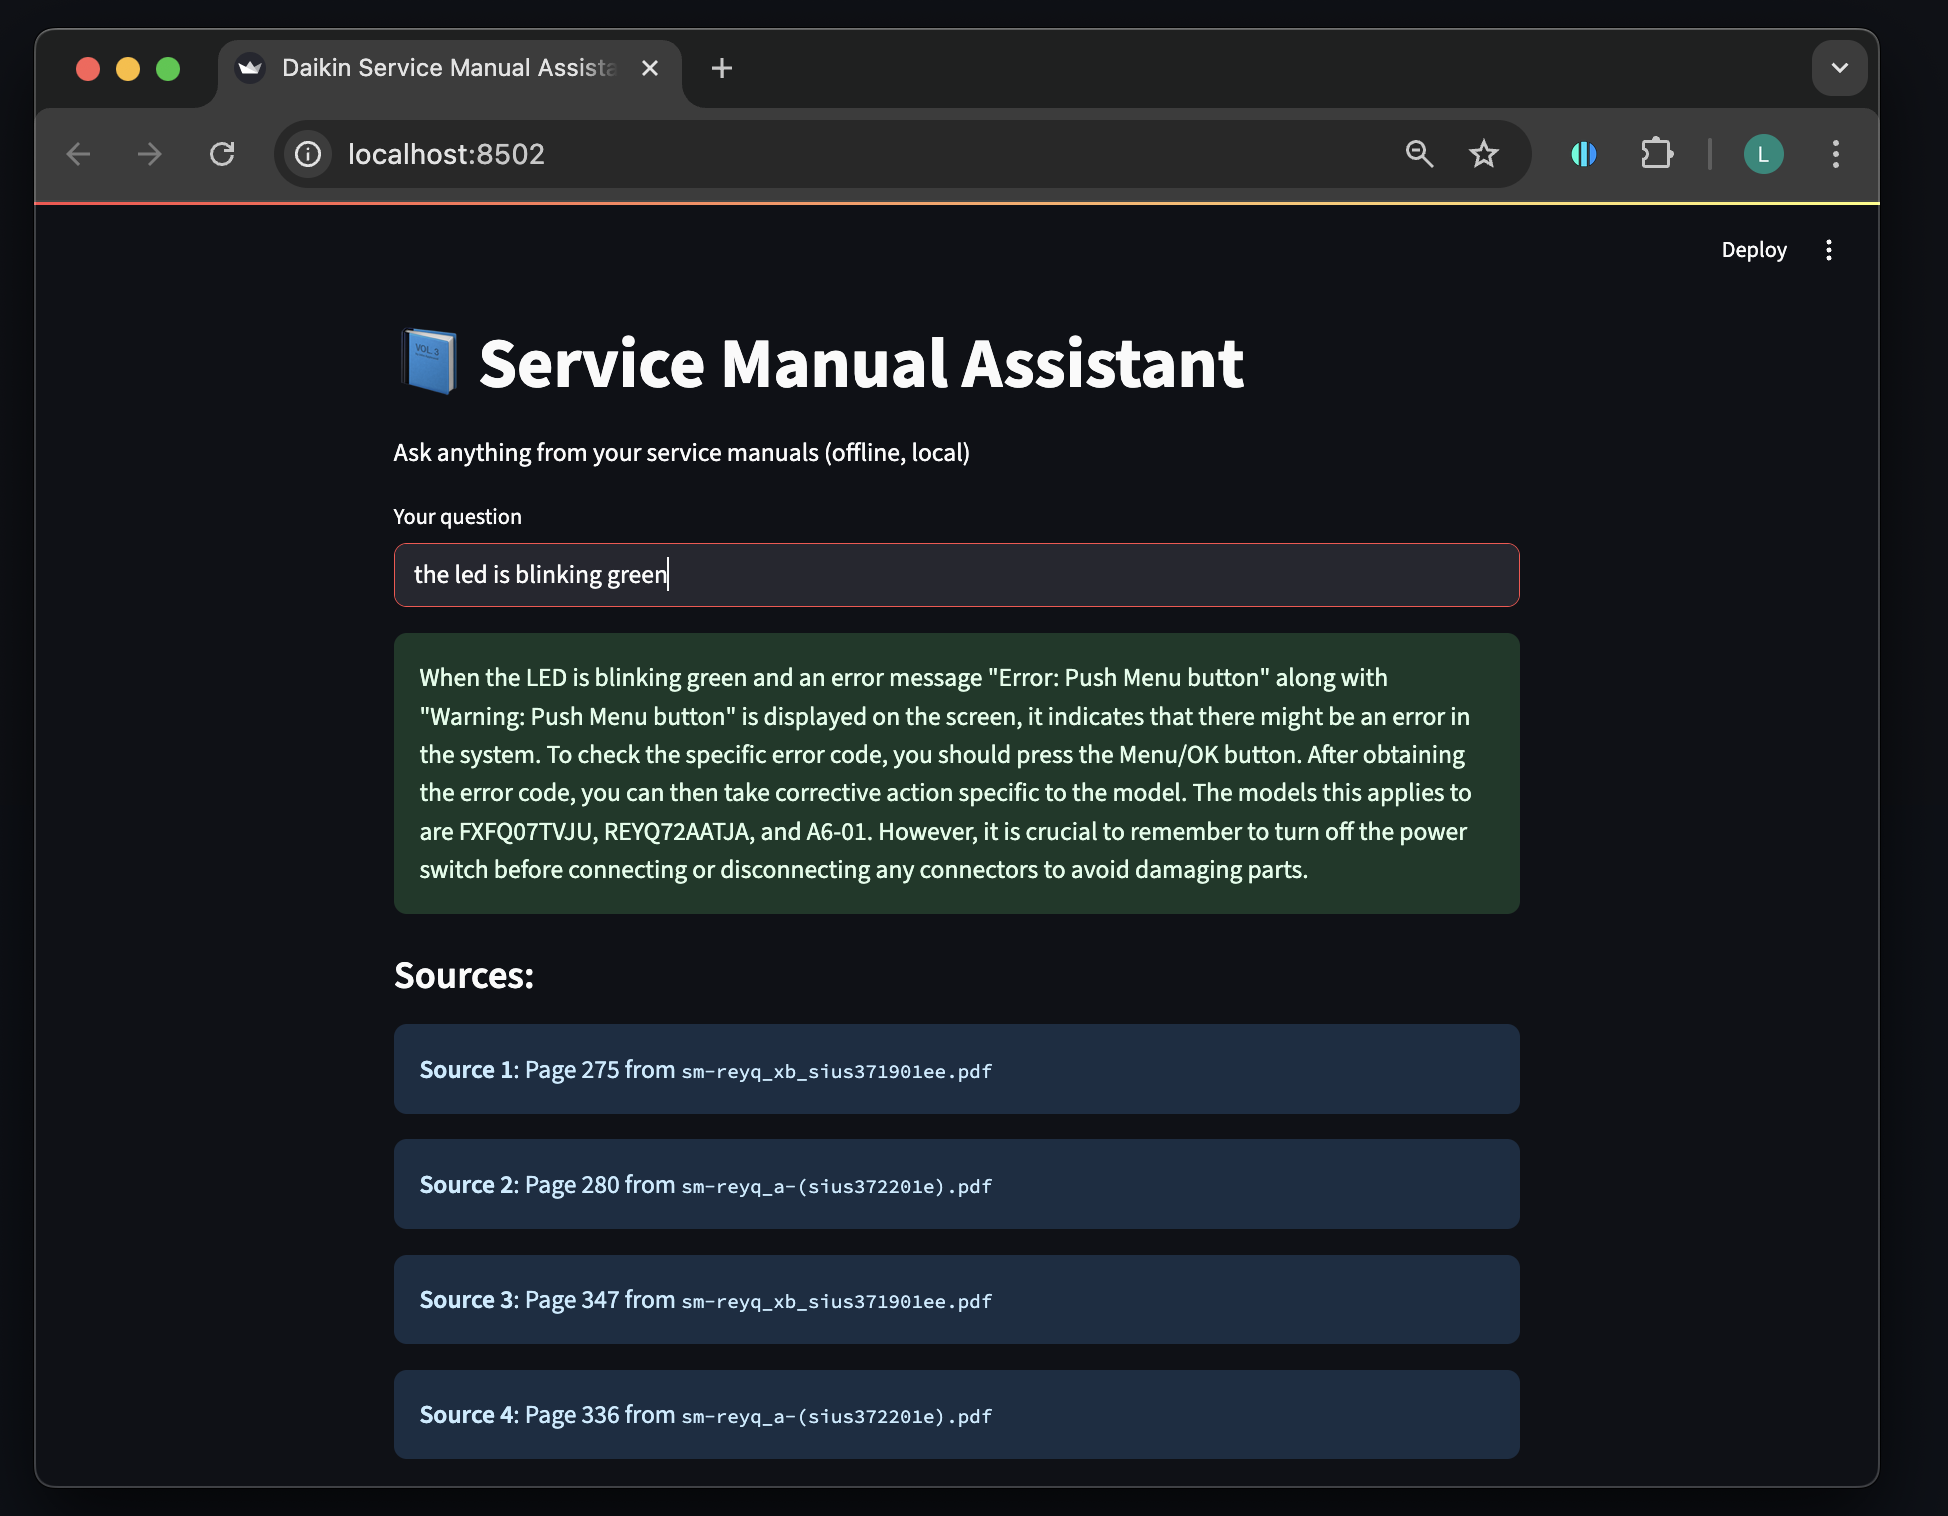 Daikin Service Manual Assista
localhost:8502
L
Deploy
VOL. 3
Service Manual Assistant
Ask anything from your service manuals (offline, local)
Your question
the led is blinking green
When the LED is blinking green and an error message "Error: Push Menu button" along with
"Warning: Push Menu button" is displayed on the screen, it indicates that there might be an error in
the system. To check the specific error code, you should press the Menu/OK button. After obtaining
the error code, you can then take corrective action specific to the model. The models this applies to
are FXFQ07TVJU, REYQ72AATJA, and A6-01. However, it is crucial to remember to turn off the power
switch before connecting or disconnecting any connectors to avoid damaging parts.
Sources:
Source 1: Page 275 from sm-reyq_xb_sius371901ee.pdf
Source 2: Page 280 from sm-reyq_a-(sius372201e).pdf
Source 3: Page 347 from sm-reyq_xb_sius371901ee.pdf
Source 4: Page 336 from sm-reyq_a-(sius372201e).pdf